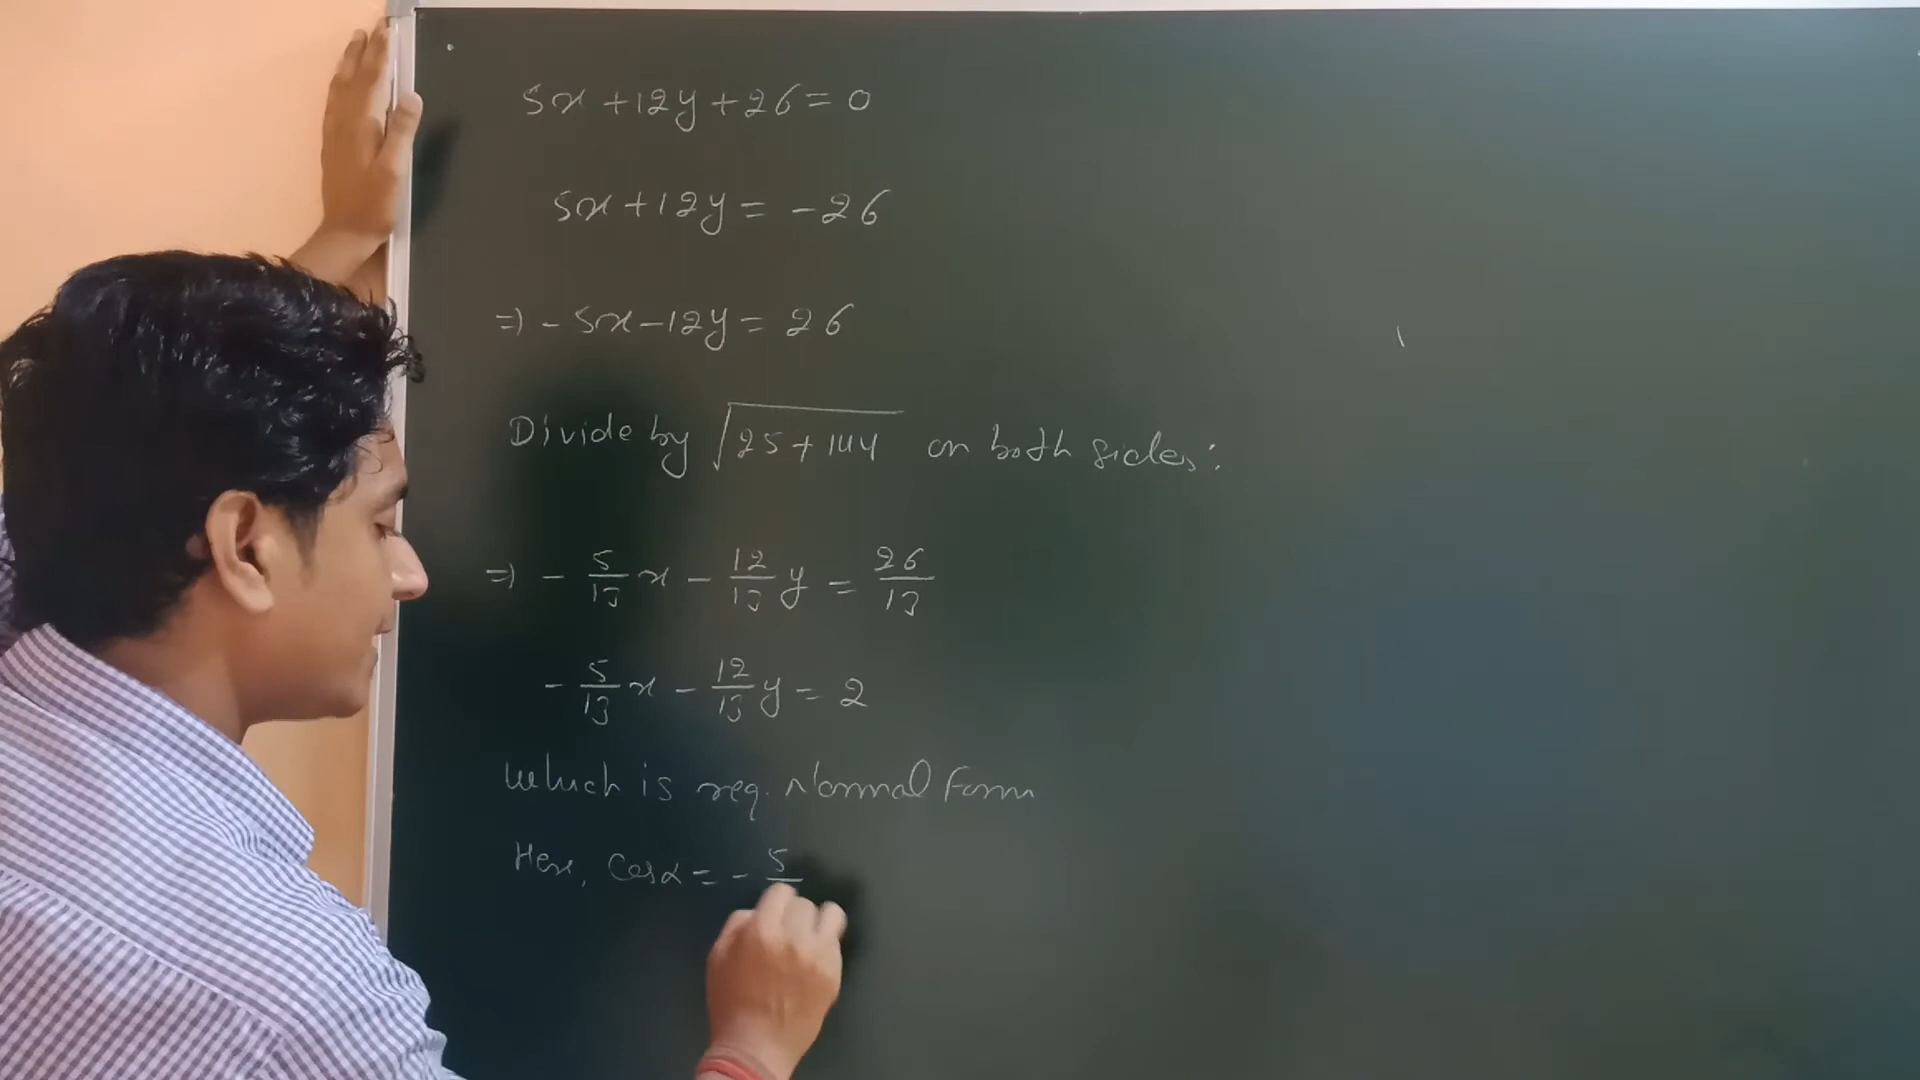 5x + 12y + 26 = 0
5x + 12y = - 26
⇒ - 5x - 12y = 26
Divide by √25 + 144 on both sides :
⇒ - 5/13 x - 12/13 y = 26/13
- 5/13 x - 12/13 y = 2
which is req. Normal Form
Here, Cosα = - 5